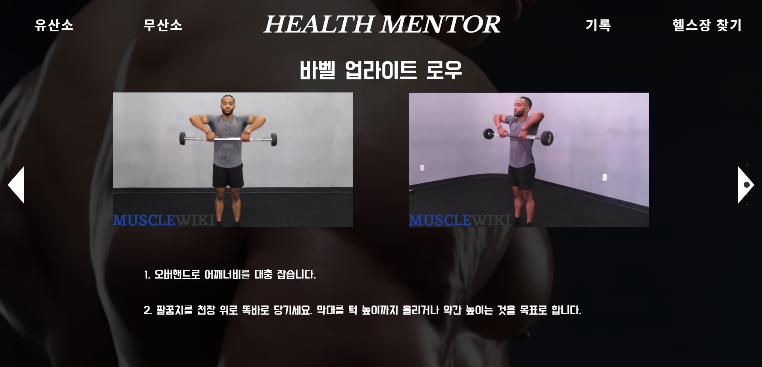 유산소 무산소 HEALTH MENTOR 기록 헬스장 찾기
바벨 업라이트 로우
MUSCLEWIKI MUSCLEWIKI
1. 오버핸드로 어깨너비를 대충 잡습니다.
2. 팔꿈치를 천장 위로 똑바로 당기세요. 막대를 턱 높이까지 올리거나 약간 높이는 것을 목표로 합니다.